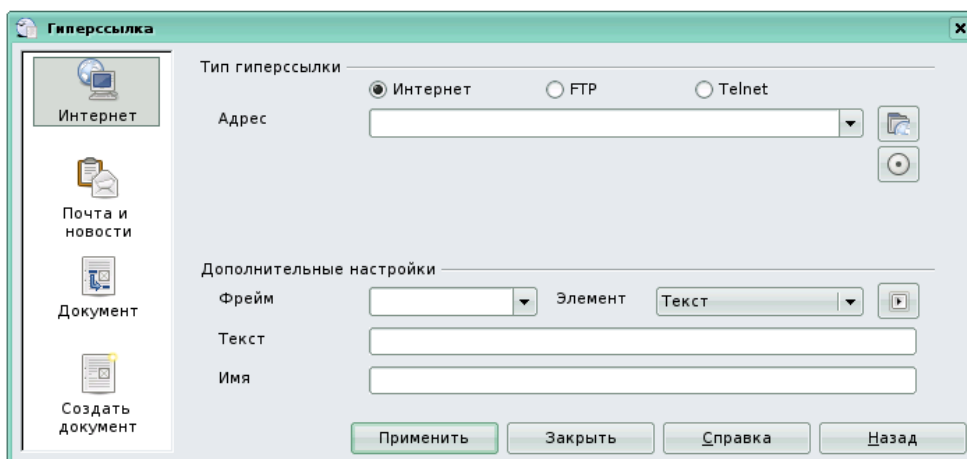 Гиперссылка
Интернет
Почта и
новости
Документ
Создать
документ
Тип гиперссылки
Интернет FTP Telnet
Адрес
Дополнительные настройки
Фрейм Элемент Текст
Текст
Имя
Применить Закрыть Справка Назад